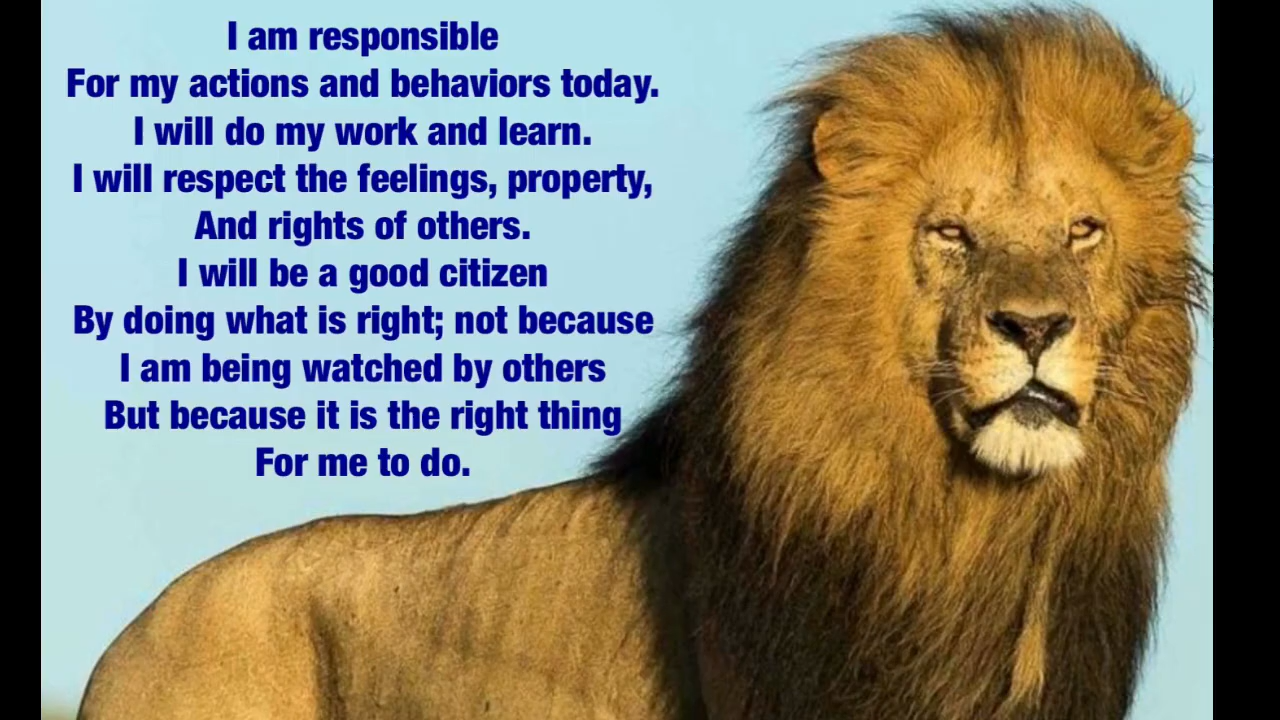 I am responsible
For my actions and behaviors today.
I will do my work and learn.
I will respect the feelings, property,
And rights of others.
I will be a good citizen
By doing what is right; not because
I am being watched by others
But because it is the right thing
For me to do.